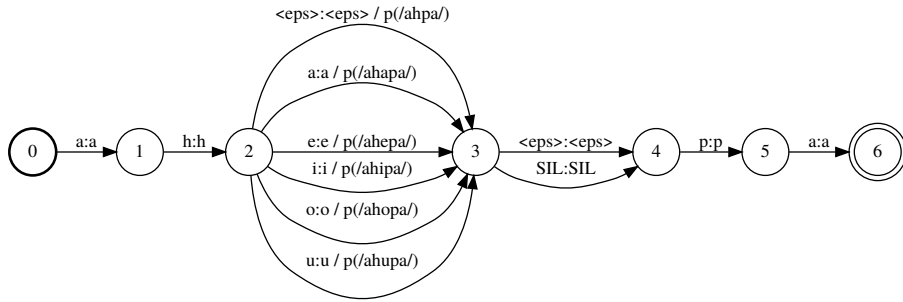 <eps>:<eps> / p(/ahpa/)
a:a / p(/ahapa/)
0 a:a 1 h:h 2 e:e / p(/ahepa/) 3 <eps>:<eps> 4 p:p 5 a:a 6
i:i / p(/ahipa/) SIL:SIL
o:o / p(/ahopa/)
u:u / p(/ahupa/)